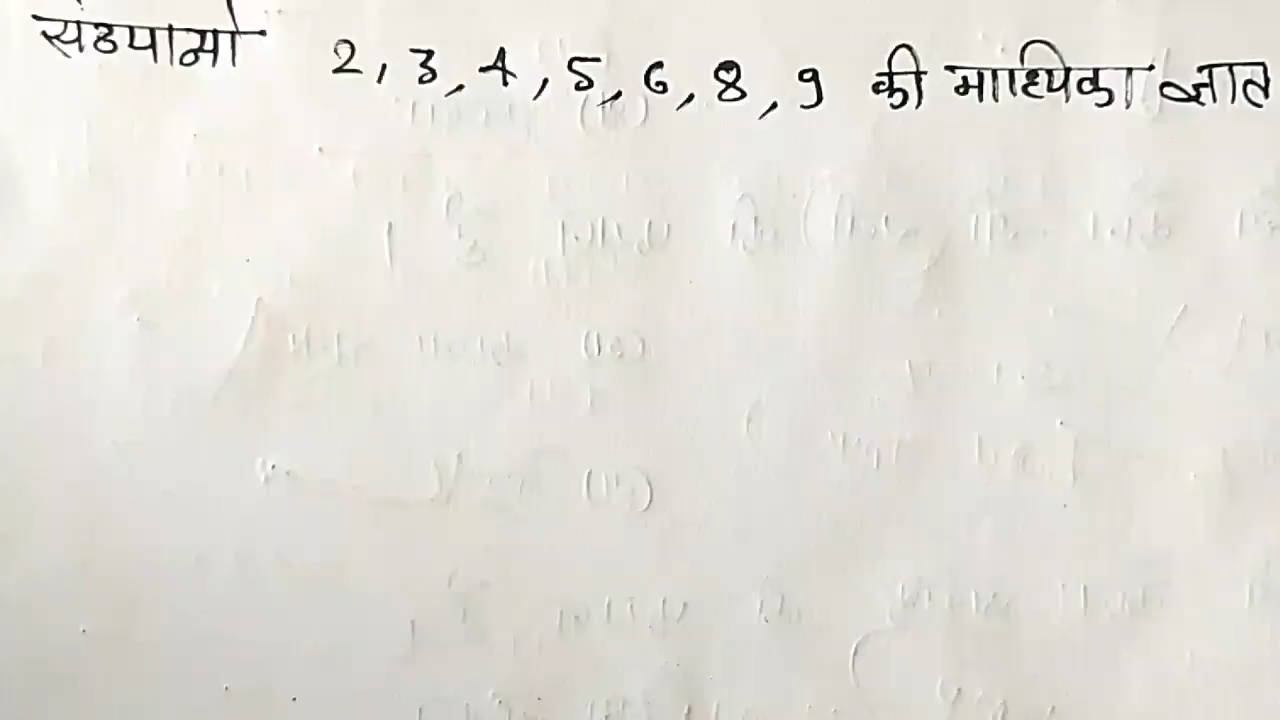 संख्याओ 2, 3, 4, 5, 6, 8, 9 की माध्यिका ज्ञात